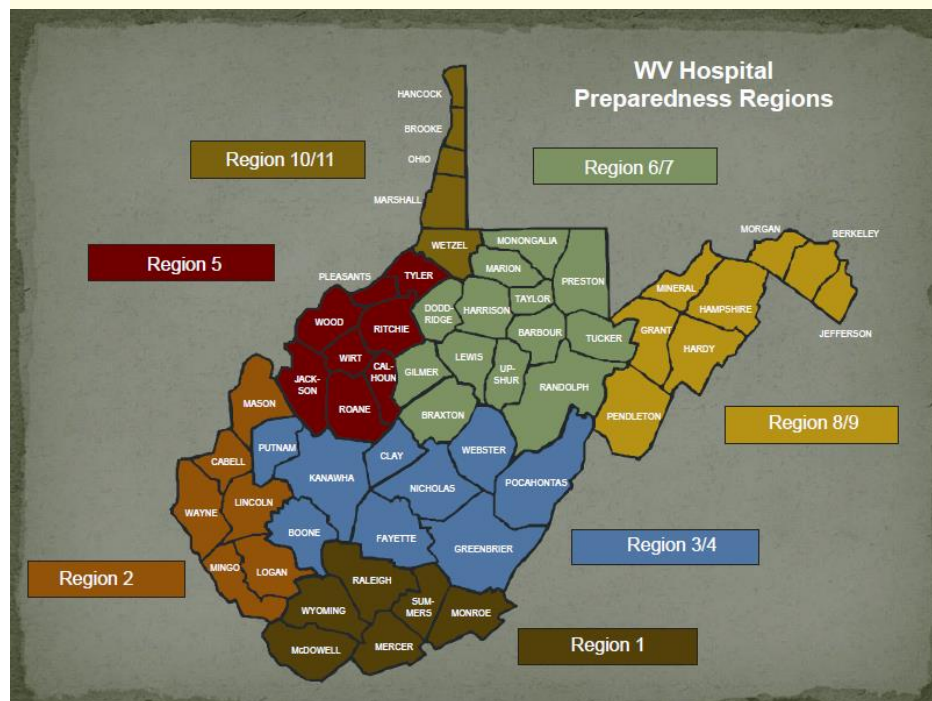 WV Hospital
Preparedness Regions
HANCOCK
BROOKE
OHIO
MARSHALL
Region 10/11
Region 6/7
WETZEL
MONONGALIA
MORGAN
BERKELEY
MARION
PRESTON
Region 5
PLEASANTS
TYLER
MINERAL
HAMPSHIRE
JEFFERSON
DODD-
RIDGE
HARRISON
TAYLOR
WOOD
RITCHIE
BARBOUR
TUCKER
GRANT
HARDY
WIRT
CAL-
HOUN
GILMER
LEWIS
UP-
SHUR
RANDOLPH
JACK-
SON
ROANE
BRAXTON
PENDLETON
Region 8/9
MASON
PUTNAM
CLAY
WEBSTER
CABELL
KANAWHA
NICHOLAS
POCAHONTAS
WAYNE
LINCOLN
BOONE
FAYETTE
GREENBRIER
Region 3/4
MINGO
LOGAN
Region 2
RALEIGH
WYOMING
SUM-
MERS
MONROE
McDOWELL
MERCER
Region 1